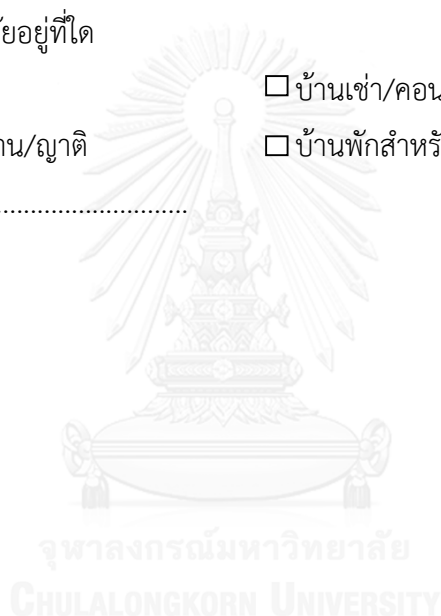 ัยอยู่ที่ใด
☐ บ้านเช่า/คอน
าน/ญาติ ☐ บ้านพักสำหรั
................................
จุฬาลงกรณ์มหาวิทยาลัย
CHULALONGKORN UNIVERSITY